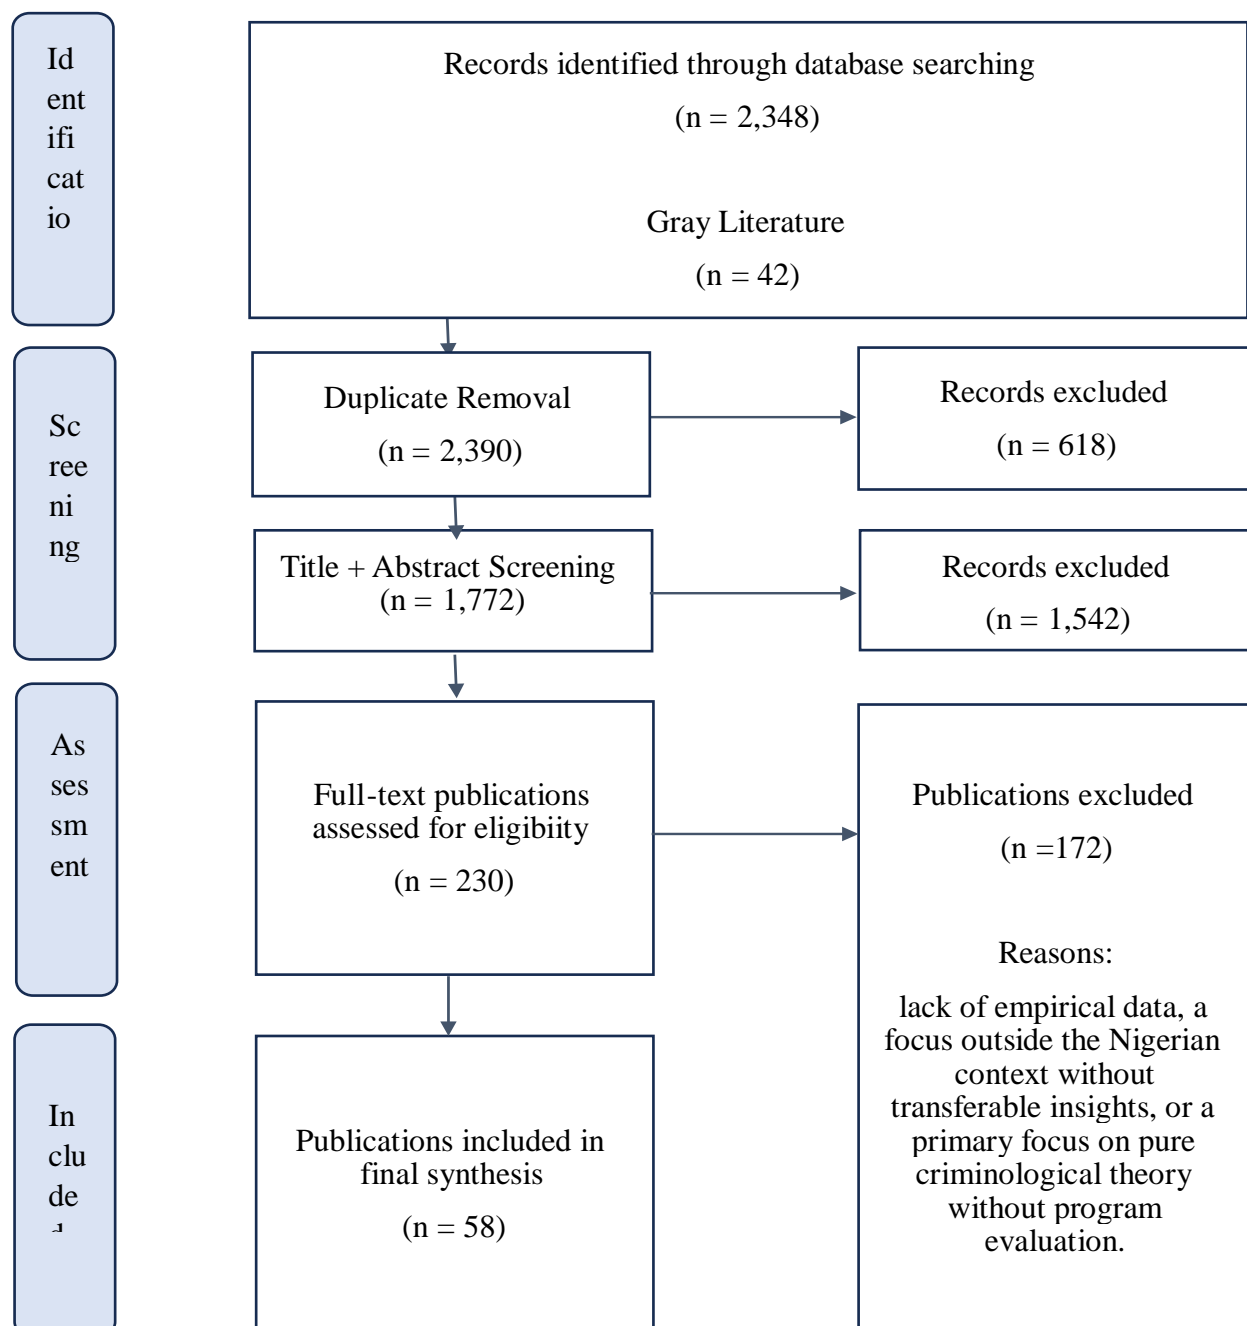 Id
ent
ifi
cat
io
Records identified through database searching
(n = 2,348)
Gray Literature
(n = 42)
Sc
ree
ni
ng
Duplicate Removal
(n = 2,390)
Records excluded
(n = 618)
Title + Abstract Screening
(n = 1,772)
Records excluded
(n = 1,542)
As
ses
sm
ent
Full-text publications
assessed for eligibiity
(n = 230)
Publications excluded
(n =172)
Reasons:
lack of empirical data, a
focus outside the Nigerian
context without
transferable insights, or a
primary focus on pure
criminological theory
without program
evaluation.
In
clu
de
d
Publications included in
final synthesis
(n = 58)